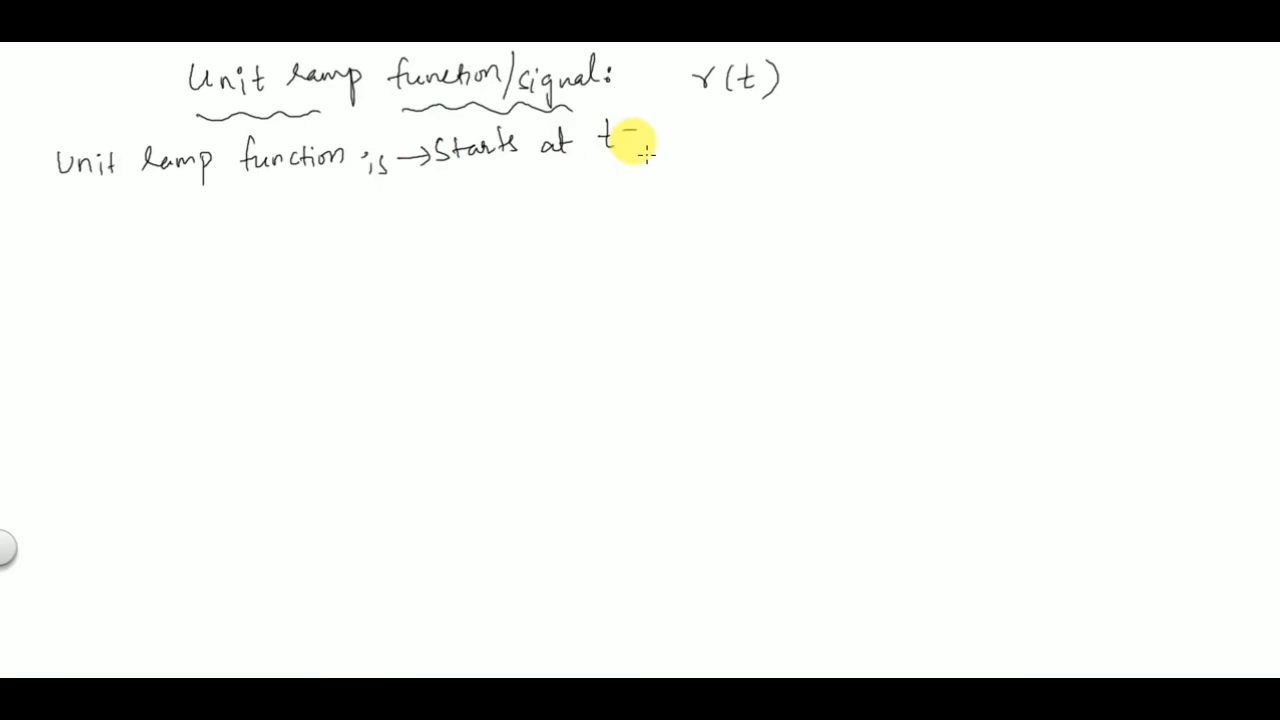 Unit ramp function/signal: r(t)
Unit ramp function is → Starts at t -